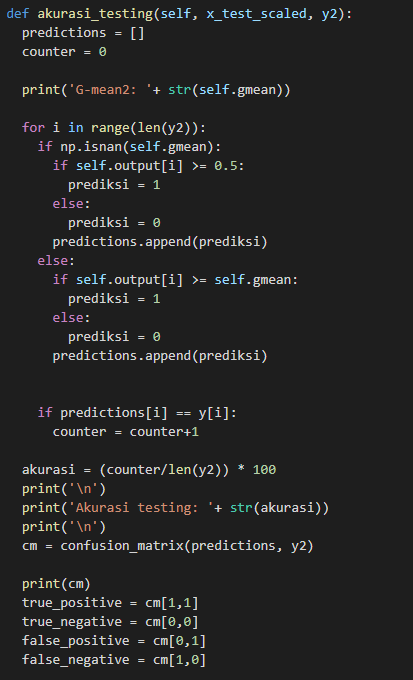 def akurasi_testing(self, x_test_scaled, y2):
  predictions = []
  counter = 0

  print('G-mean2: '+ str(self.gmean))

  for i in range(len(y2)):
    if np.isnan(self.gmean):
      if self.output[i] >= 0.5:
        prediksi = 1
      else:
        prediksi = 0
      predictions.append(prediksi)
    else:
      if self.output[i] >= self.gmean:
        prediksi = 1
      else:
        prediksi = 0
      predictions.append(prediksi)


    if predictions[i] == y[i]:
      counter = counter+1

  akurasi = (counter/len(y2)) * 100
  print('\n')
  print('Akurasi testing: '+ str(akurasi))
  print('\n')
  cm = confusion_matrix(predictions, y2)

  print(cm)
  true_positive = cm[1,1]
  true_negative = cm[0,0]
  false_positive = cm[0,1]
  false_negative = cm[1,0]